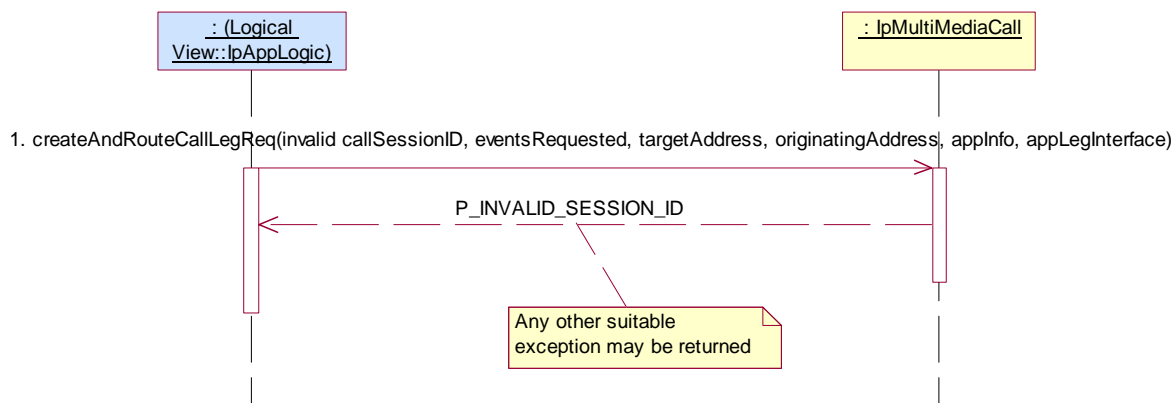 : (Logical
View::IpAppLogic)
: IpMultiMediaCall
1. createAndRouteCallLegReq(invalid callSessionID, eventsRequested, targetAddress, originatingAddress, appInfo, appLegInterface)
P_INVALID_SESSION_ID
Any other suitable
exception may be returned